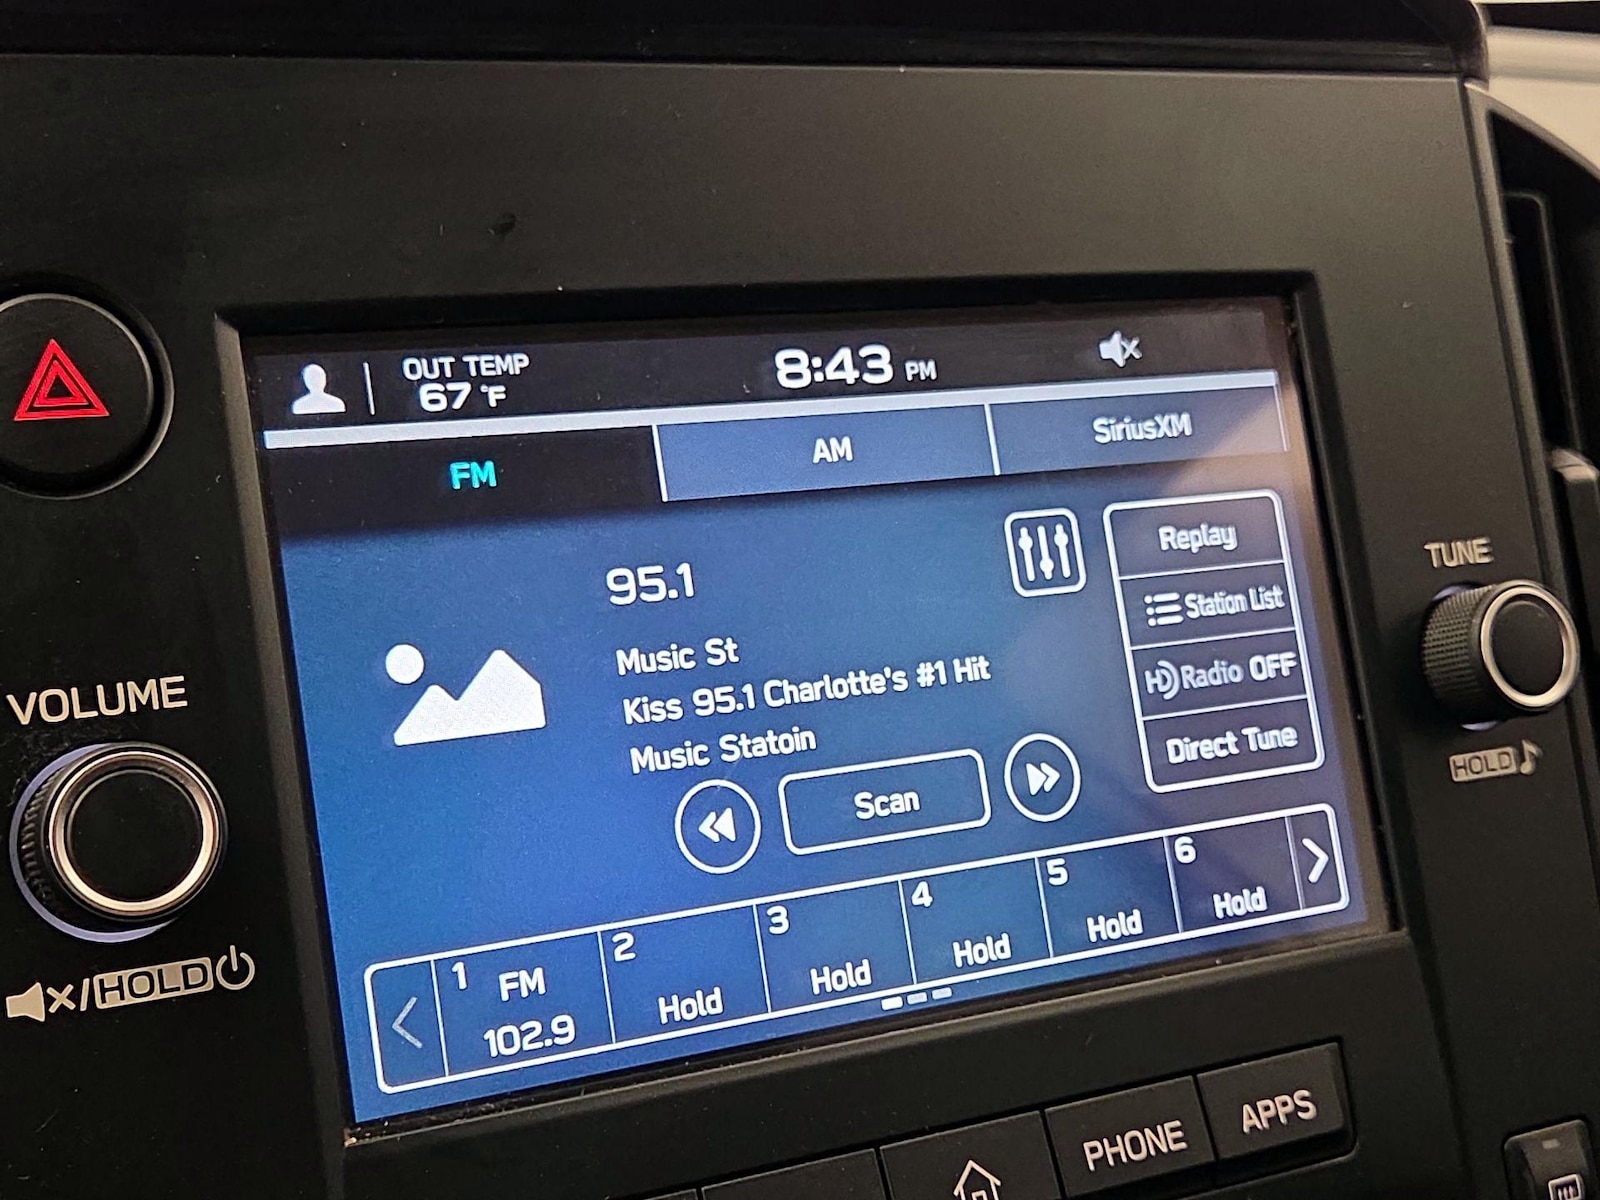 OUT TEMP
67 °F
8:43 PM
FM
AM
SiriusXM
95.1
Music St
Kiss 95.1 Charlotte's #1 Hit
Music Statoin
Replay
Station List
HD Radio OFF
Direct Tune
Scan
1
FM
102.9
2
Hold
3
Hold
4
Hold
5
Hold
6
Hold
VOLUME
/HOLD
TUNE
HOLD
PHONE
APPS